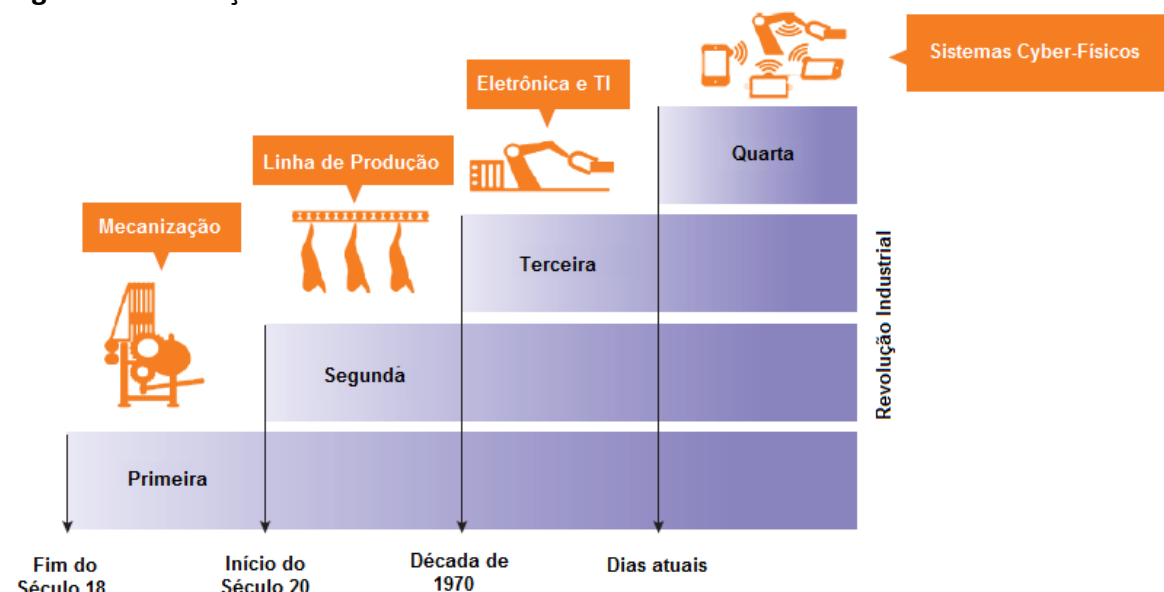 Sistemas Cyber-Físicos
Eletrônica e TI
Linha de Produção
Mecanização
Quarta
Terceira
Segunda
Primeira
Revolução Industrial
Fim do
Século 18
Início do
Século 20
Década de
1970
Dias atuais